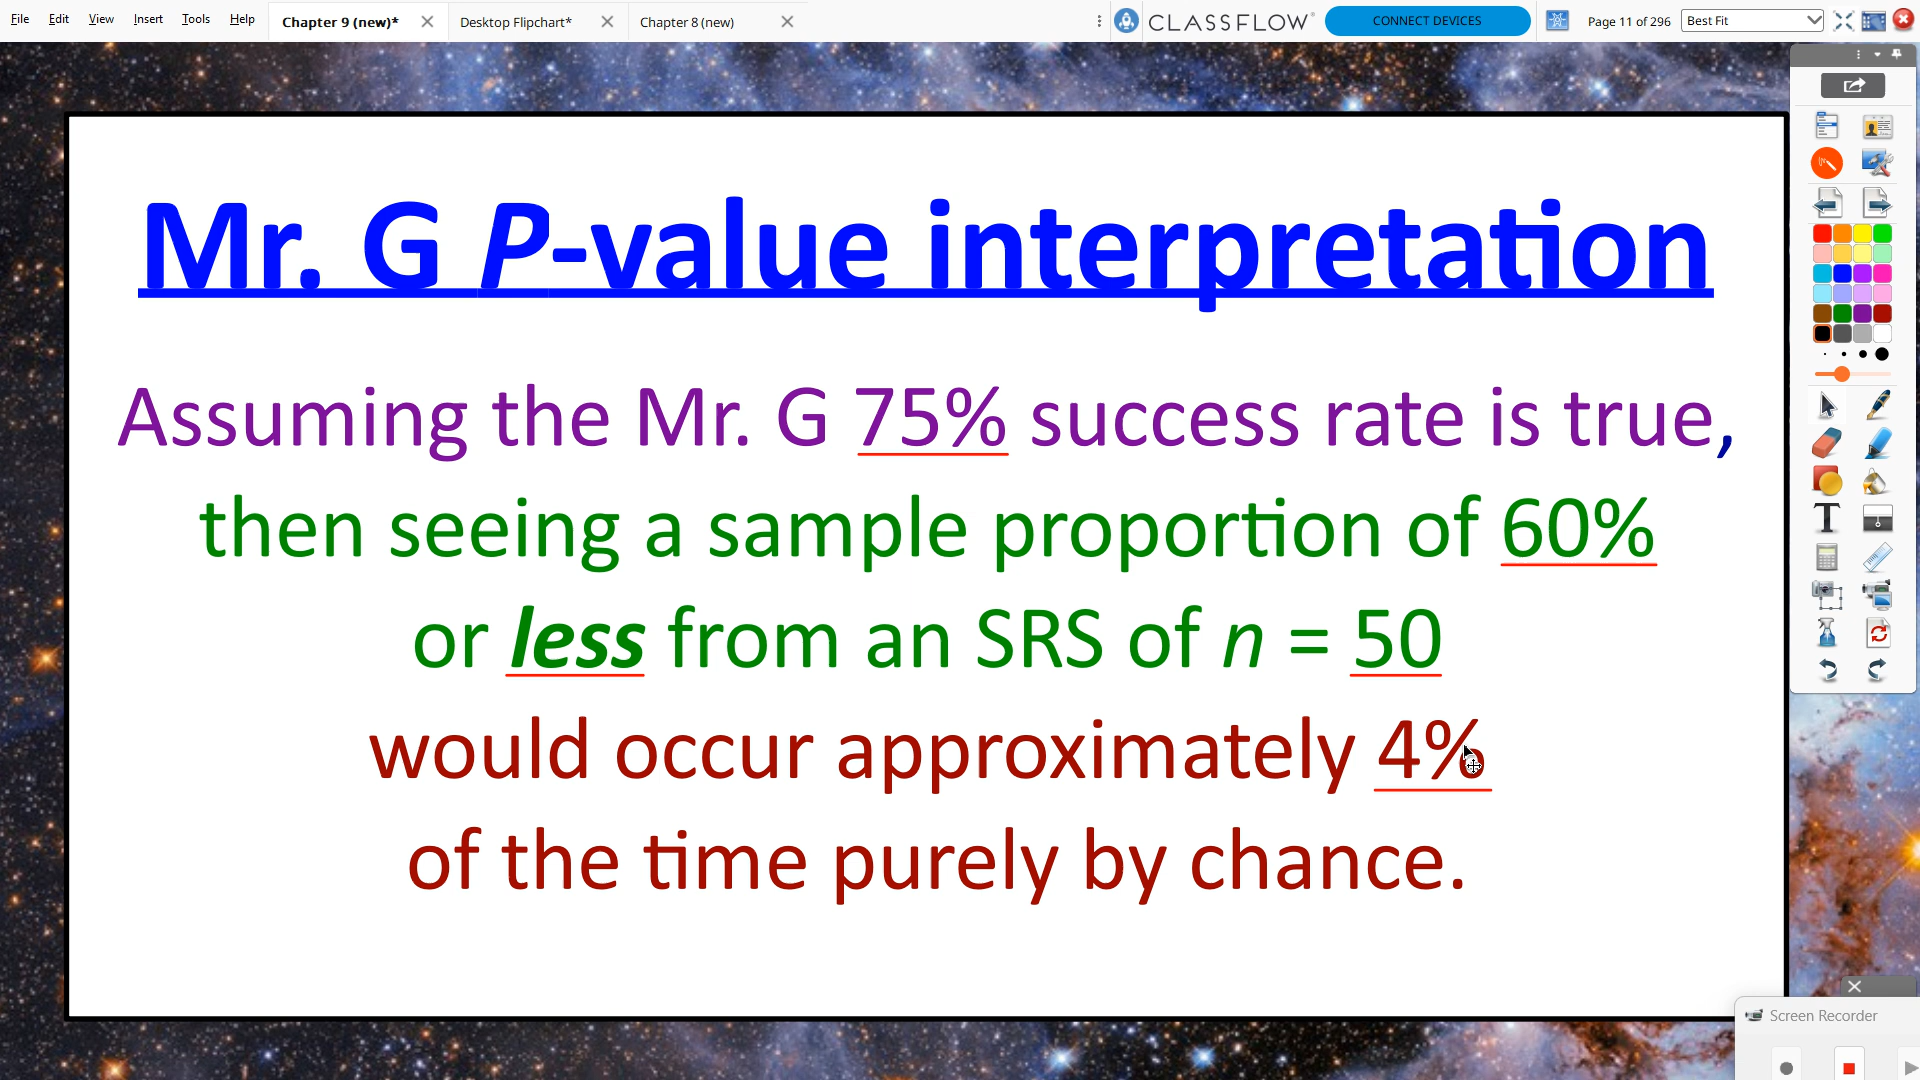 File Edit View Insert Tools Help Chapter 9 (new)* Desktop Flipchart* Chapter 8 (new) CLASSFLOW CONNECT DEVICES Page 11 of 296 Best Fit
Mr. G P-value interpretation
Assuming the Mr. G 75% success rate is true,
then seeing a sample proportion of 60%
or less from an SRS of n = 50
would occur approximately 4%
of the time purely by chance.
Screen Recorder